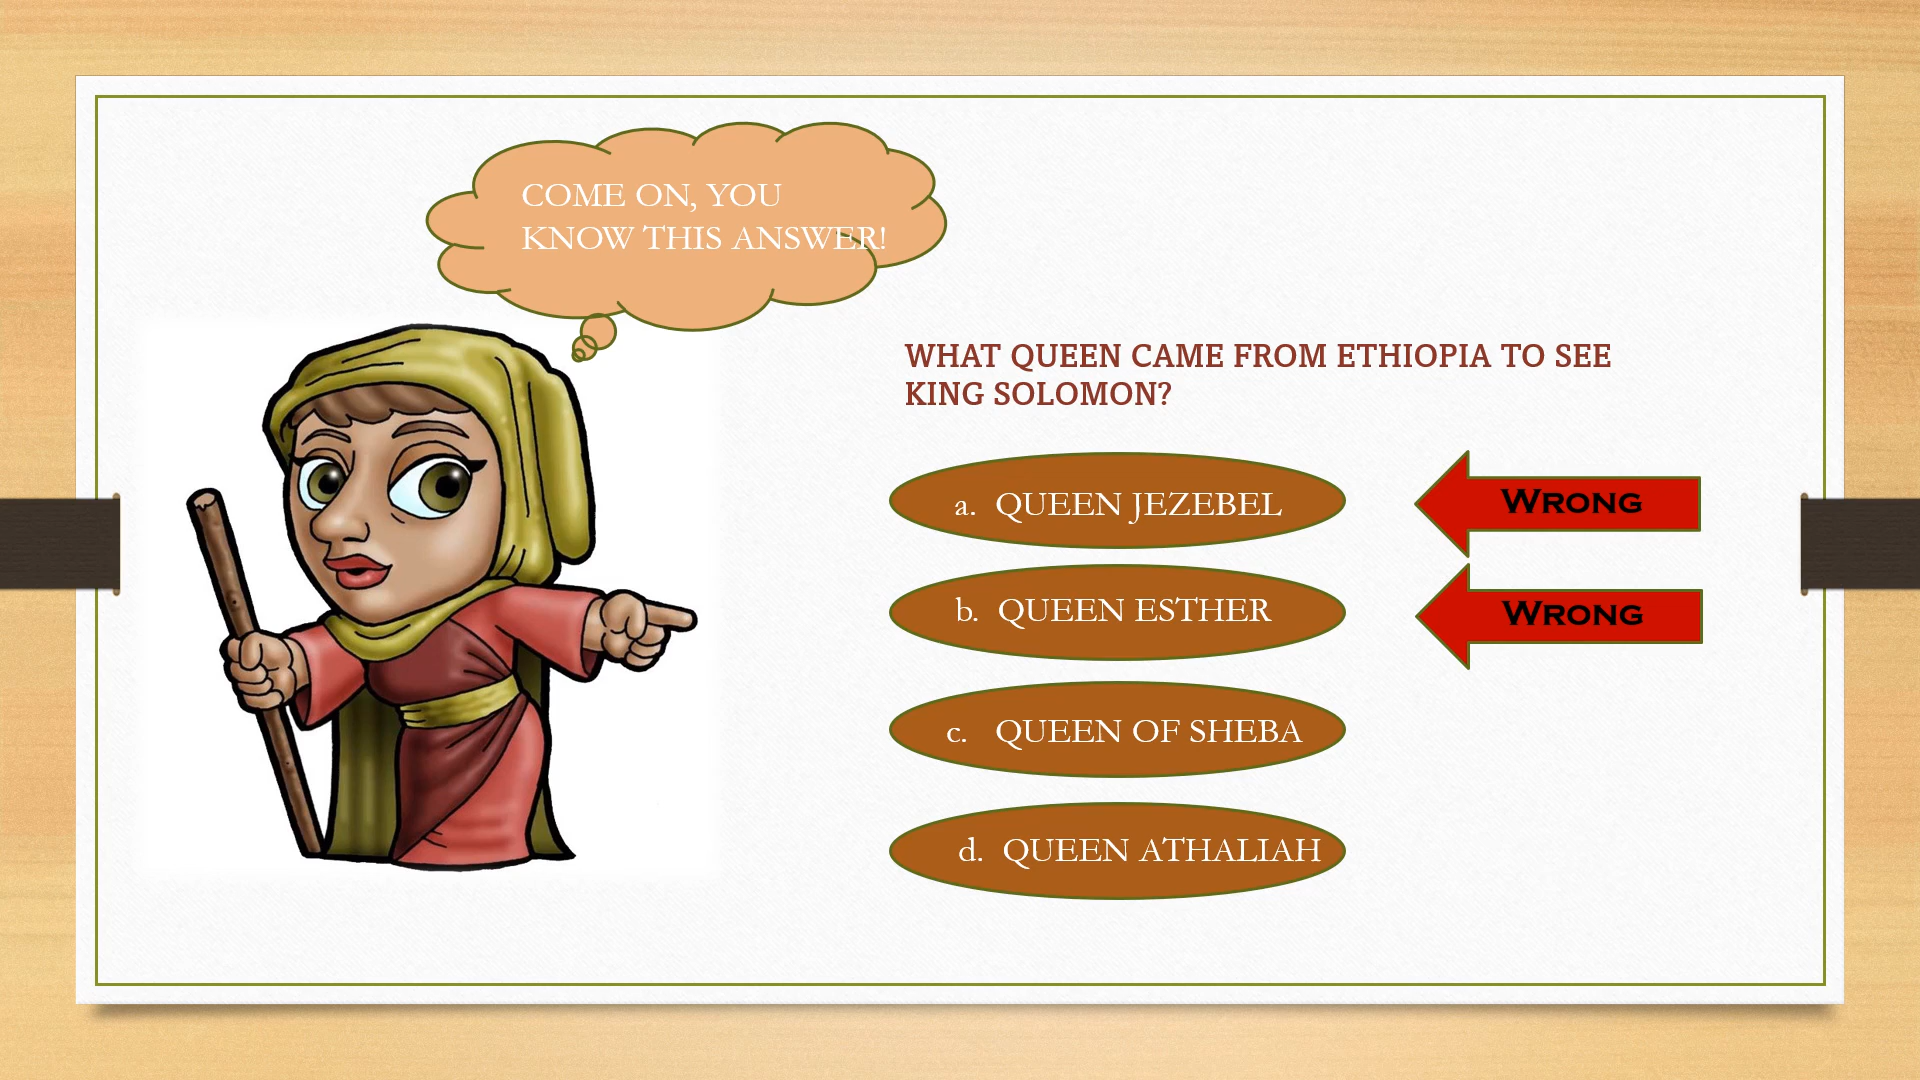 COME ON, YOU
KNOW THIS ANSWER!
WHAT QUEEN CAME FROM ETHIOPIA TO SEE
KING SOLOMON?
a. QUEEN JEZEBEL
WRONG
b. QUEEN ESTHER
WRONG
c. QUEEN OF SHEBA
d. QUEEN ATHALIAH